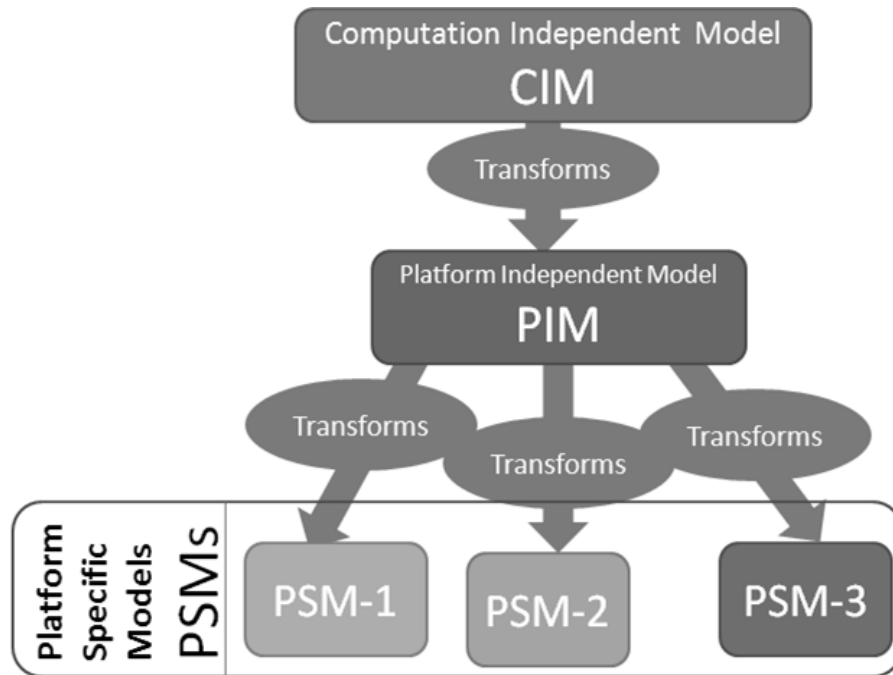 Computation Independent Model
CIM
Transforms
Platform Independent Model
PIM
Transforms
Transforms
Transforms
Platform
Specific
Models
PSMs
PSM-1
PSM-2
PSM-3